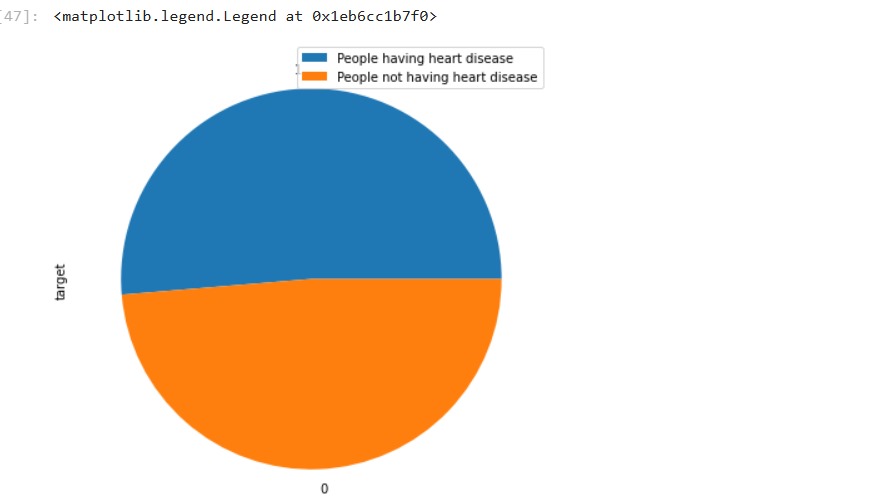 [47]: <matplotlib.legend.Legend at 0x1eb6cc1b7f0>
People having heart disease
People not having heart disease
target
0